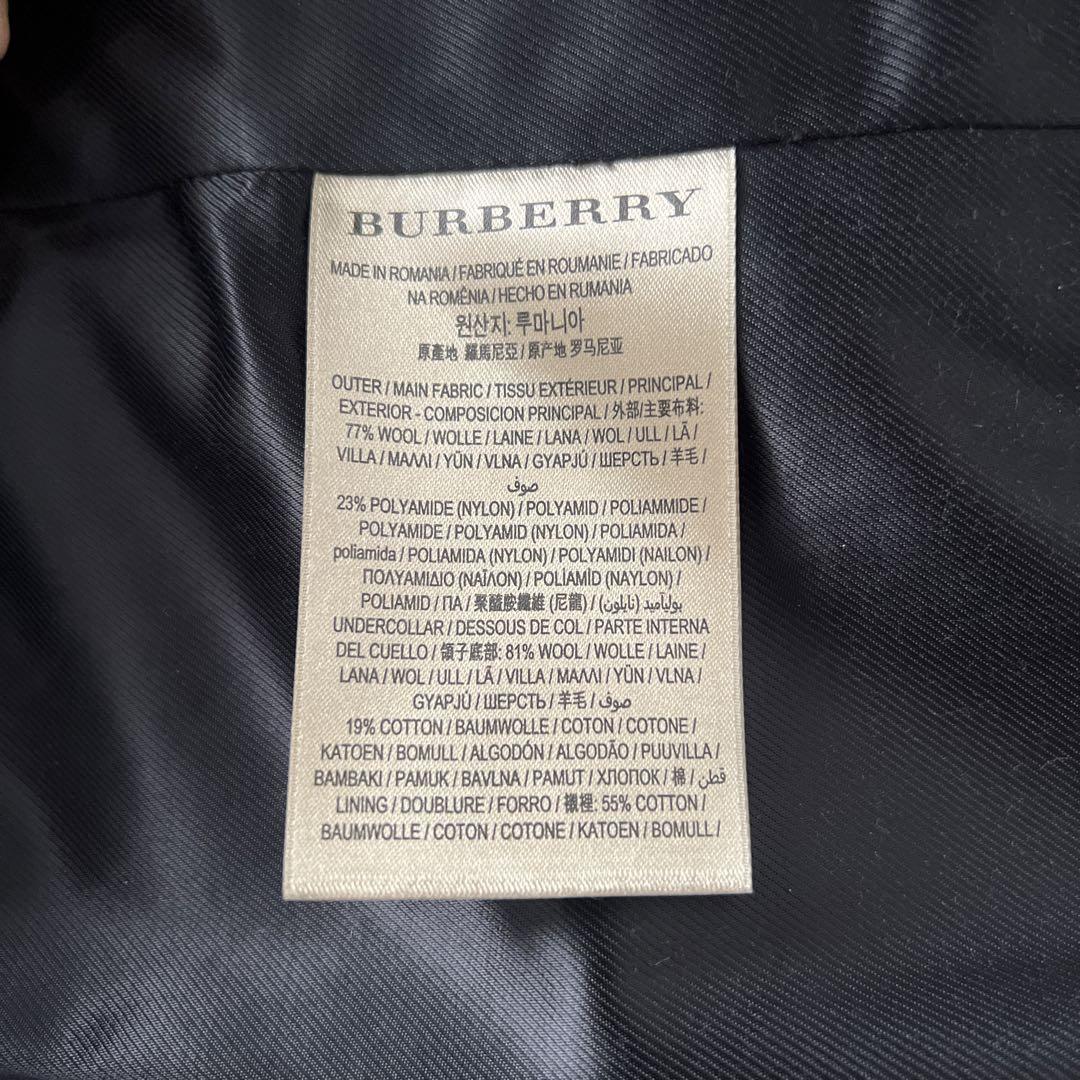 BURBERRY
MADE IN ROMANIA / FABRIQUÉ EN ROUMANIE / FABRICADO
NA ROMÊNIA / HECHO EN RUMANIA
원산지: 루마니아
原產地 羅馬尼亞 / 原产地 罗马尼亚
OUTER / MAIN FABRIC / TISSU EXTÉRIEUR / PRINCIPAL /
EXTERIOR - COMPOSICION PRINCIPAL / 外部/主要布料:
77% WOOL / WOLLE / LAINE / LANA / WOL / ULL / LÃ /
VILLA / ΜΑΛΛΙ / YÜN / VLNA / GYAPJÚ / ШЕРСТЬ / 羊毛 /
صوف
23% POLYAMIDE (NYLON) / POLYAMID / POLIAMMIDE /
POLYAMIDE / POLYAMID (NYLON) / POLIAMIDA /
poliamida / POLIAMIDA (NYLON) / POLYAMIDI (NAILON) /
ΠΟΛΥΑΜΙΔΙΟ (ΝΑΪΛΟΝ) / POLÍAMÍD (NAYLON) /
POLIAMID / ПА / 聚醯胺纖維 (尼龍) / بوليآميد (نايلون)
UNDERCOLLAR / DESSOUS DE COL / PARTE INTERNA
DEL CUELLO / 領子底部: 81% WOOL / WOLLE / LAINE /
LANA / WOL / ULL / LÃ / VILLA / ΜΑΛΛΙ / YÜN / VLNA /
GYAPJÚ / ШЕРСТЬ / 羊毛 / صوف
19% COTTON / BAUMWOLLE / COTON / COTONE /
KATOEN / BOMULL / ALGODÓN / ALGODÃO / PUUVILLA /
BAMBAKI / PAMUK / BAVLNA / PAMUT / ХЛОПОК / 棉 / قطن
LINING / DOUBLURE / FORRO / 襯裡: 55% COTTON /
BAUMWOLLE / COTON / COTONE / KATOEN / BOMULL /